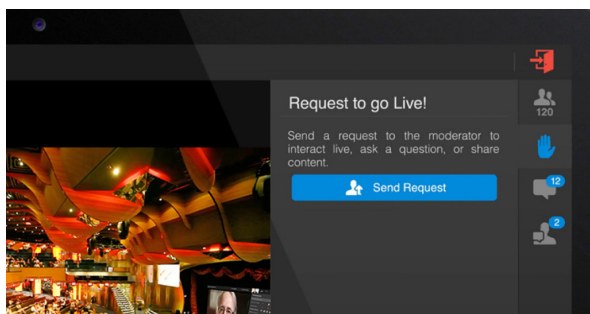 Request to go Live!
120
Send a request to the moderator to
interact live, ask a question, or share
content.
12
Send Request
2